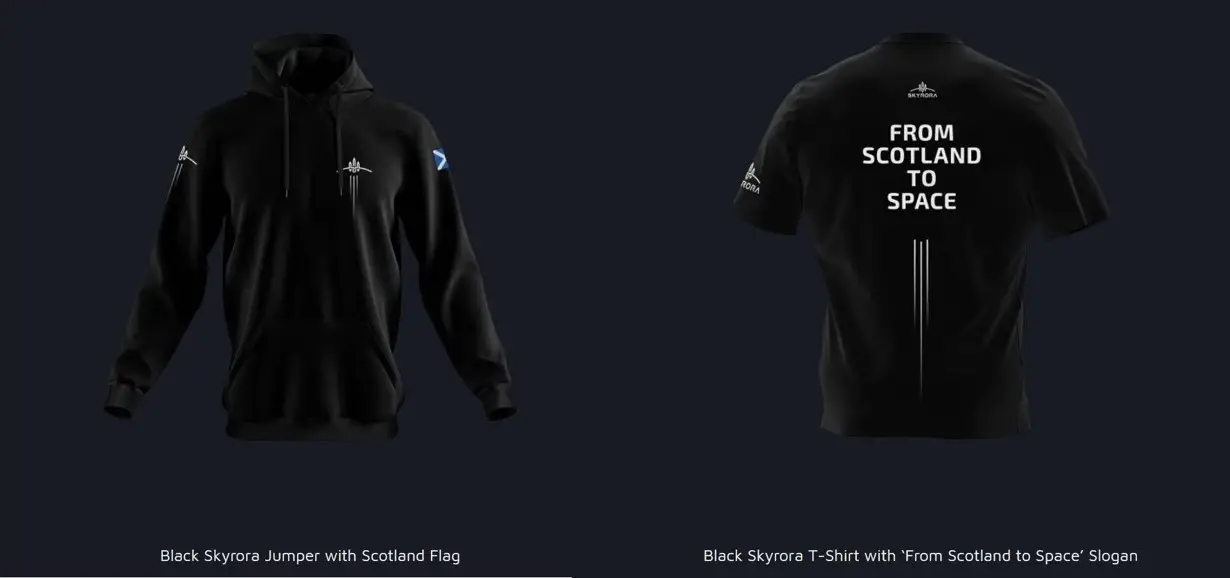 SKYRORA
FROM
SCOTLAND
TO
SPACE
RORA
Black Skyrora Jumper with Scotland Flag
Black Skyrora T-Shirt with ‘From Scotland to Space’ Slogan